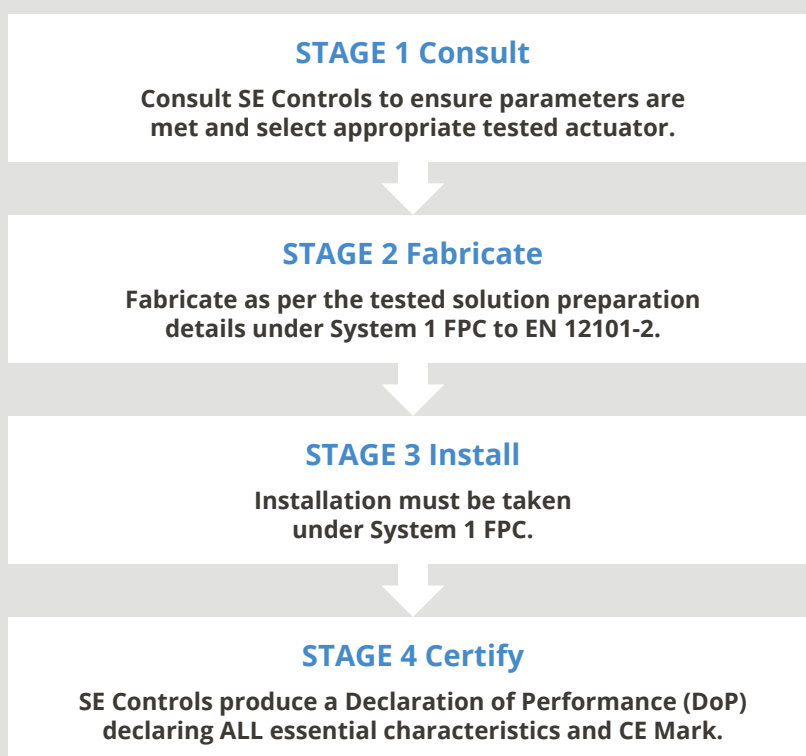 STAGE 1 Consult
Consult SE Controls to ensure parameters are
met and select appropriate tested actuator.
STAGE 2 Fabricate
Fabricate as per the tested solution preparation
details under System 1 FPC to EN 12101-2.
STAGE 3 Install
Installation must be taken
under System 1 FPC.
STAGE 4 Certify
SE Controls produce a Declaration of Performance (DoP)
declaring ALL essential characteristics and CE Mark.